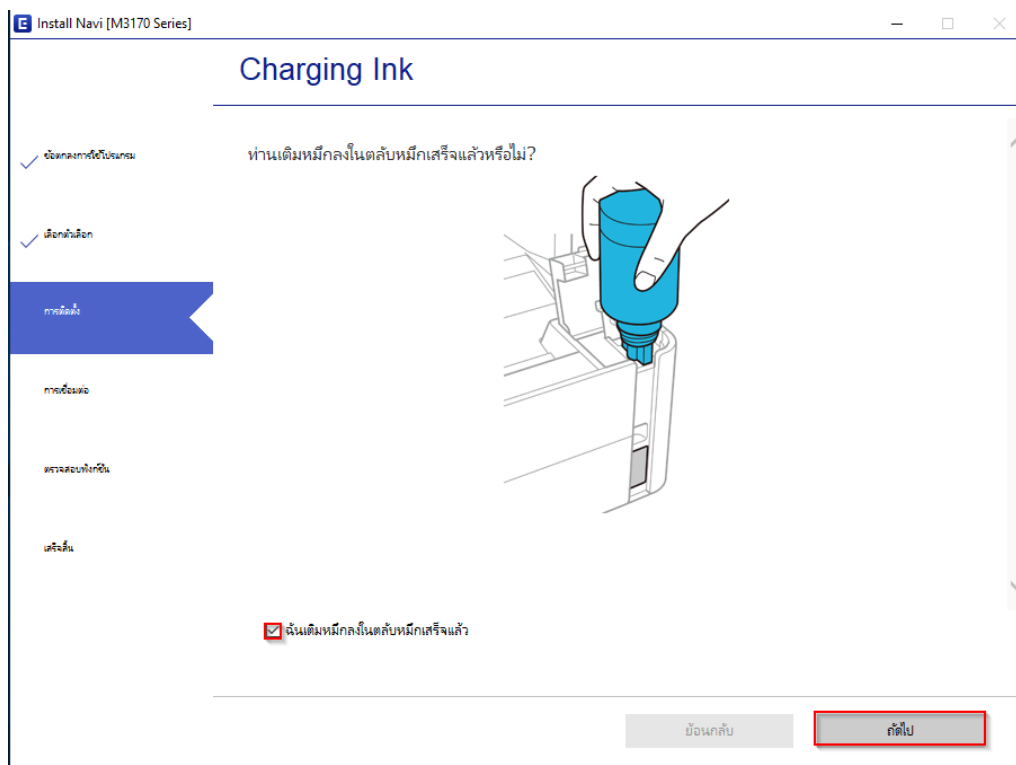 E Install Navi [M3170 Series]
Charging Ink
ข้อตกลงการใช้โปรแกรม
ท่านเติมหมึกลงในตลับหมึกเสร็จแล้วหรือไม่?
เลือกตัวเลือก
การติดตั้ง
การเชื่อมต่อ
ตรวจสอบฟังก์ชัน
เสร็จสิ้น
ฉันเติมหมึกลงในตลับหมึกเสร็จแล้ว
ย้อนกลับ
ถัดไป